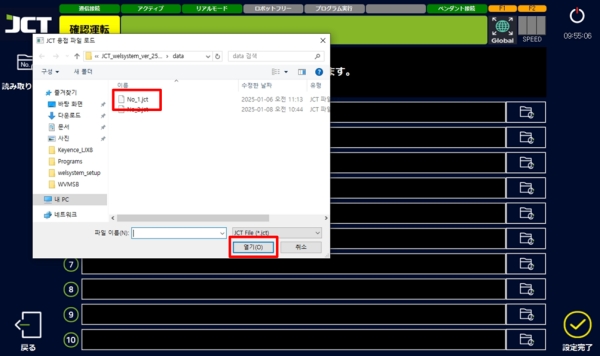 JCT
通信接続 アクティブ リアルモード ロボットフリー プログラム実行 ペンダント接続 F1 F2
確認運転
Global
SPEED
09:55:06
No.
読み取り
ます。
JCT 용접 파일 로드
JCT_welsystem_ver_25... data
data 검색
구성 새 폴더
이름 수정한 날짜 유형
즐겨찾기
바탕 화면
다운로드
문서
사진
Keyence_LJX8
Programs
welsystem_setup
WVMSB
내 PC
네트워크
No_1.jct 2025-01-06 오전 11:13 JCT 파일
No_2.jct 2025-01-06 오전 10:44 JCT 파일
파일 이름(N):
JCT File (*.jct)
열기(O) 취소
7
8
9
10
戻る
設定完了